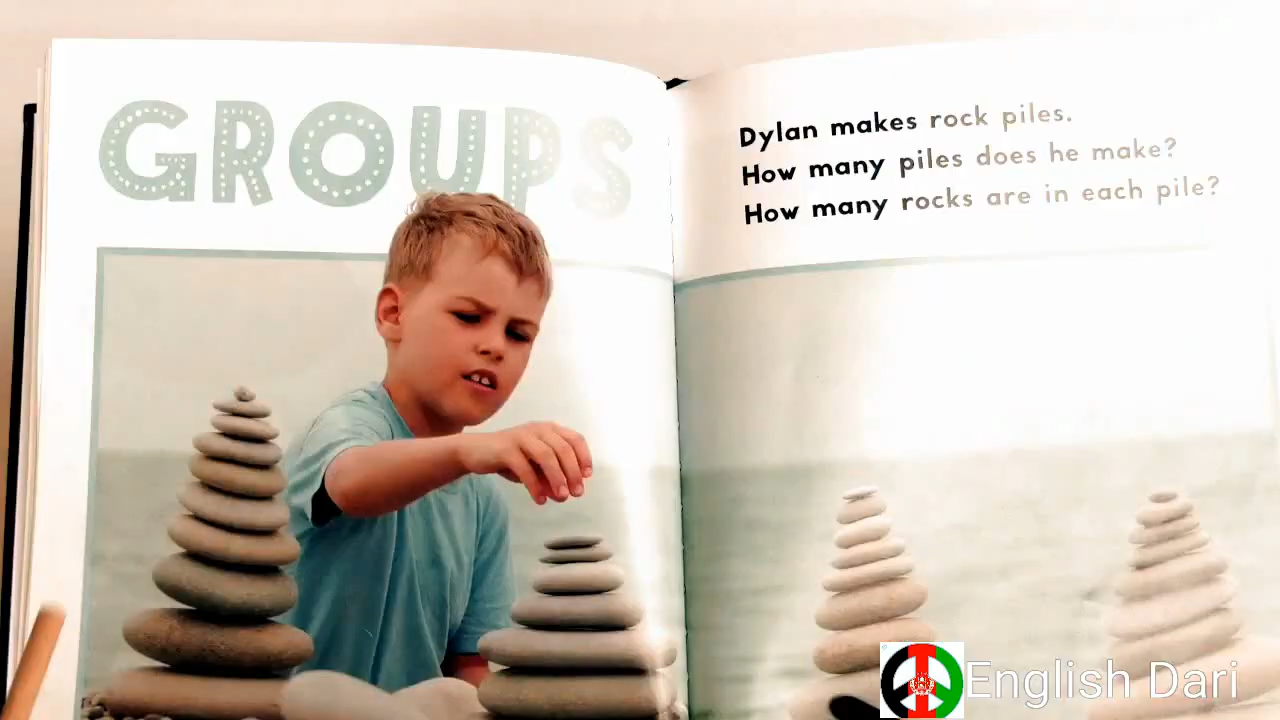 GROUPS
Dylan makes rock piles.
How many piles does he make?
How many rocks are in each pile?
English Dari